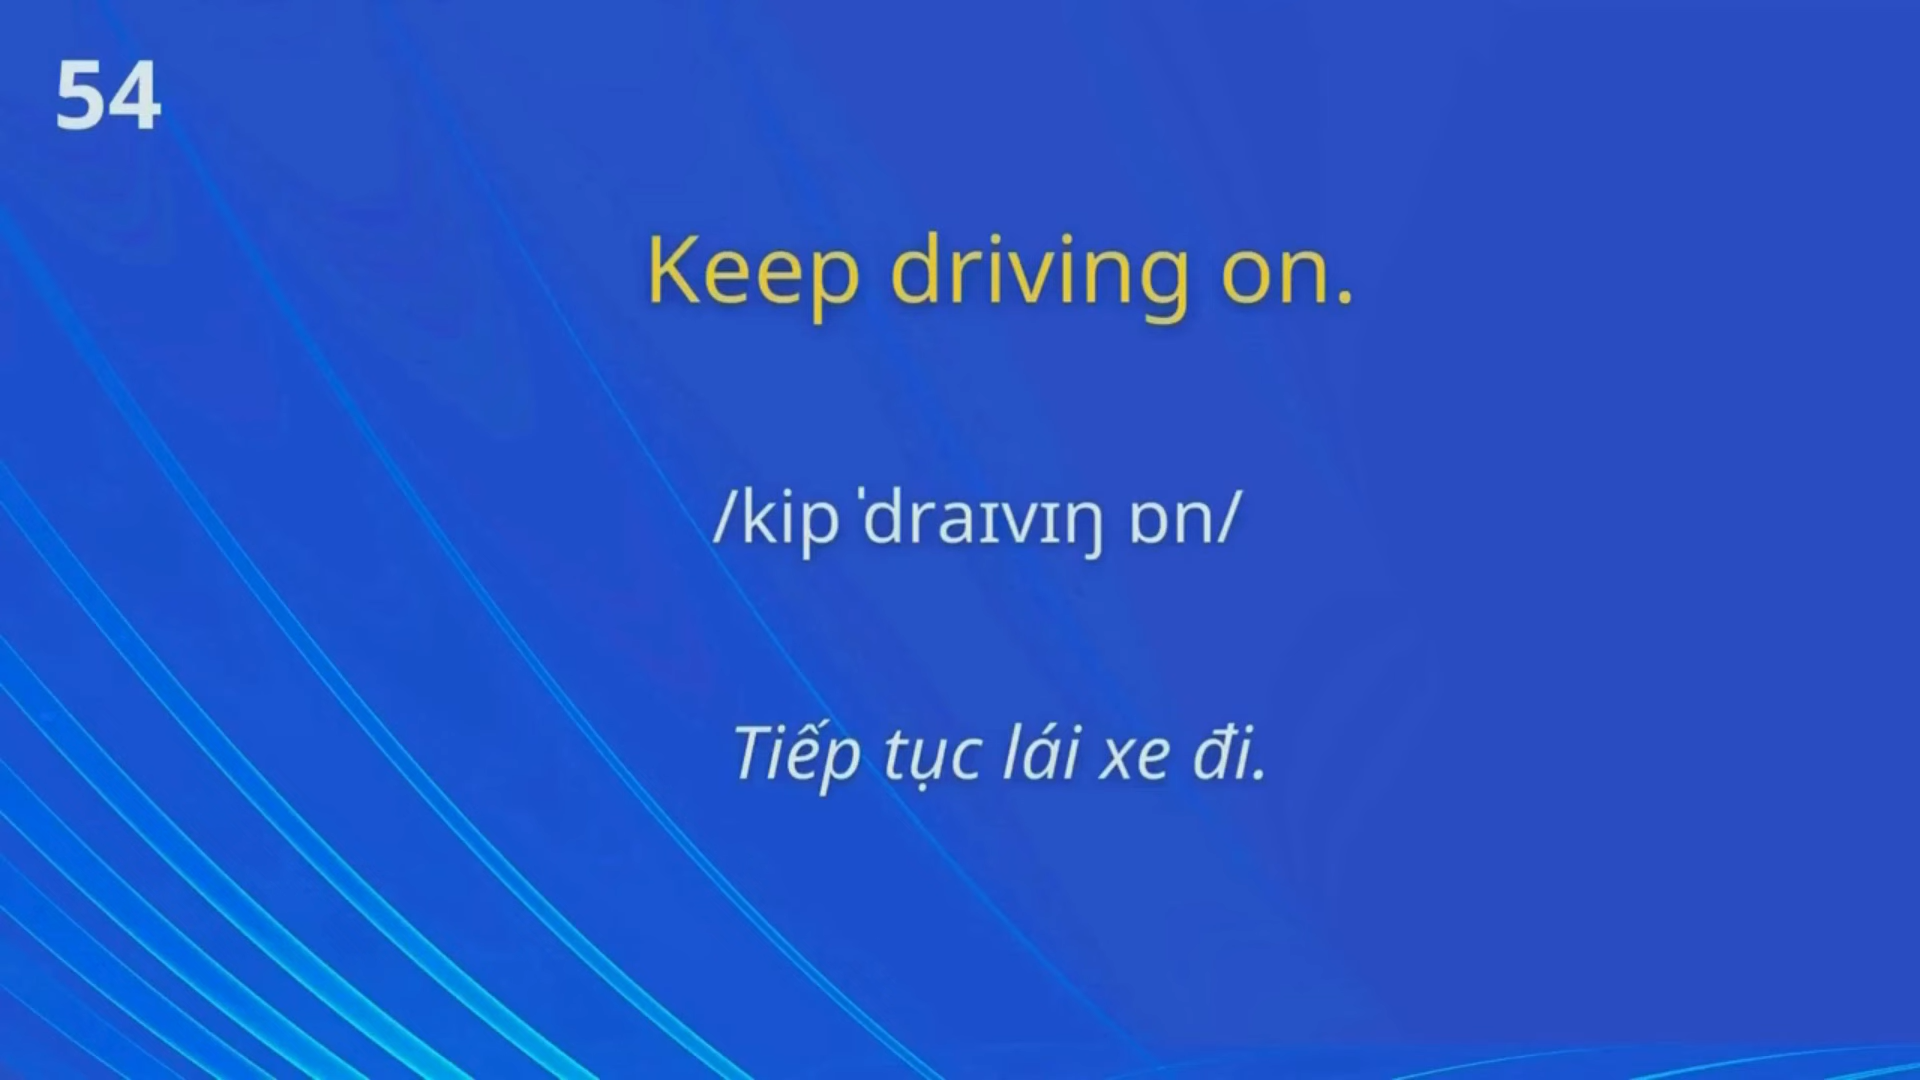 54
Keep driving on.
/kip ˈdraɪvɪŋ ɒn/
Tiếp tục lái xe đi.